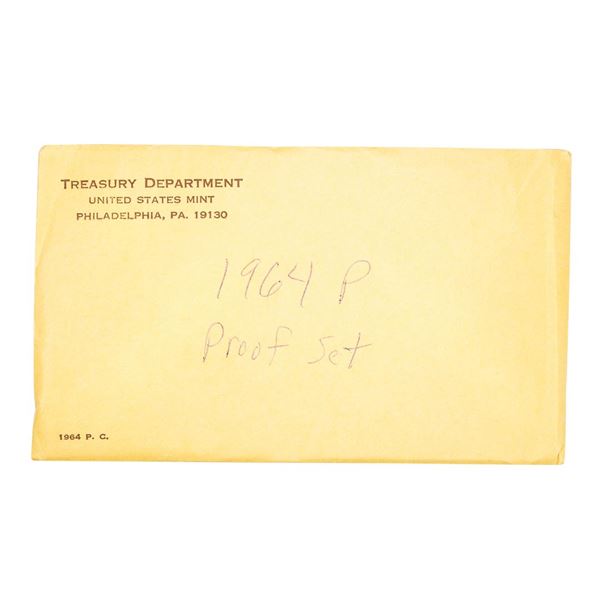 TREASURY DEPARTMENT
UNITED STATES MINT
PHILADELPHIA, PA. 19130
1964 P
Proof Set
1964 P. C.